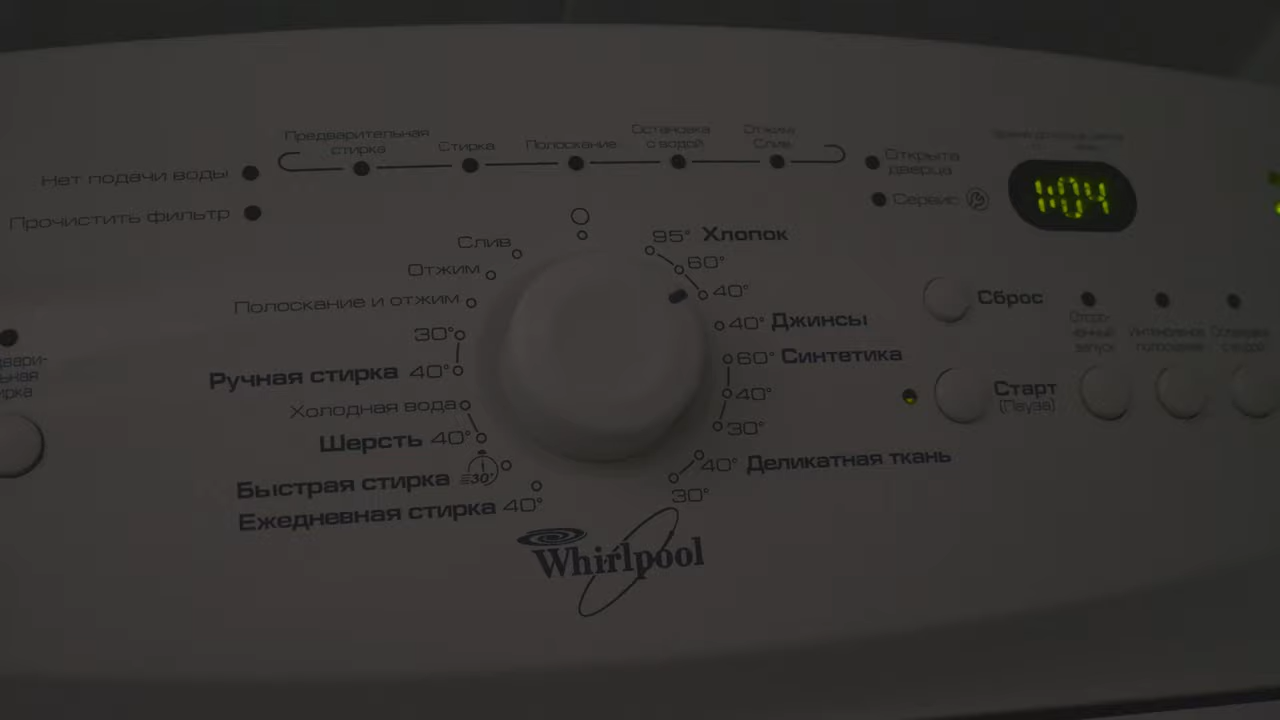 Предварительная
стирка
Стирка
Полоскание
Остановка
с водой
Отжим
Слив
Открыта
дверца
Сервис
Нет подачи воды
Прочистить фильтр
1:04
Слив
Отжим
Полоскание и отжим
30°
Ручная стирка 40°
Холодная вода
Шерсть 40°
Быстрая стирка 30'
Ежедневная стирка 40°
95° Хлопок
60°
40°
40° Джинсы
60° Синтетика
40°
30°
40° Деликатная ткань
30°
Сброс
Старт
(Пауза)
Whirlpool